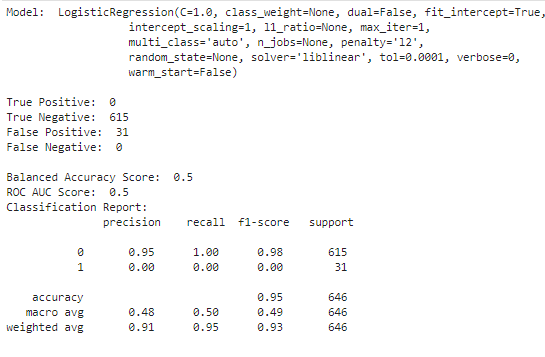 Model:  LogisticRegression(C=1.0, class_weight=None, dual=False, fit_intercept=True,
intercept_scaling=1, l1_ratio=None, max_iter=1,
multi_class='auto', n_jobs=None, penalty='l2',
random_state=None, solver='liblinear', tol=0.0001, verbose=0,
warm_start=False)
True Positive:  0
True Negative:  615
False Positive:  31
False Negative:  0
Balanced Accuracy Score:  0.5
ROC AUC Score:  0.5
Classification Report:
precision    recall  f1-score   support
0       0.95      1.00      0.98       615
1       0.00      0.00      0.00        31
accuracy                           0.95       646
macro avg       0.48      0.50      0.49       646
weighted avg       0.91      0.95      0.93       646